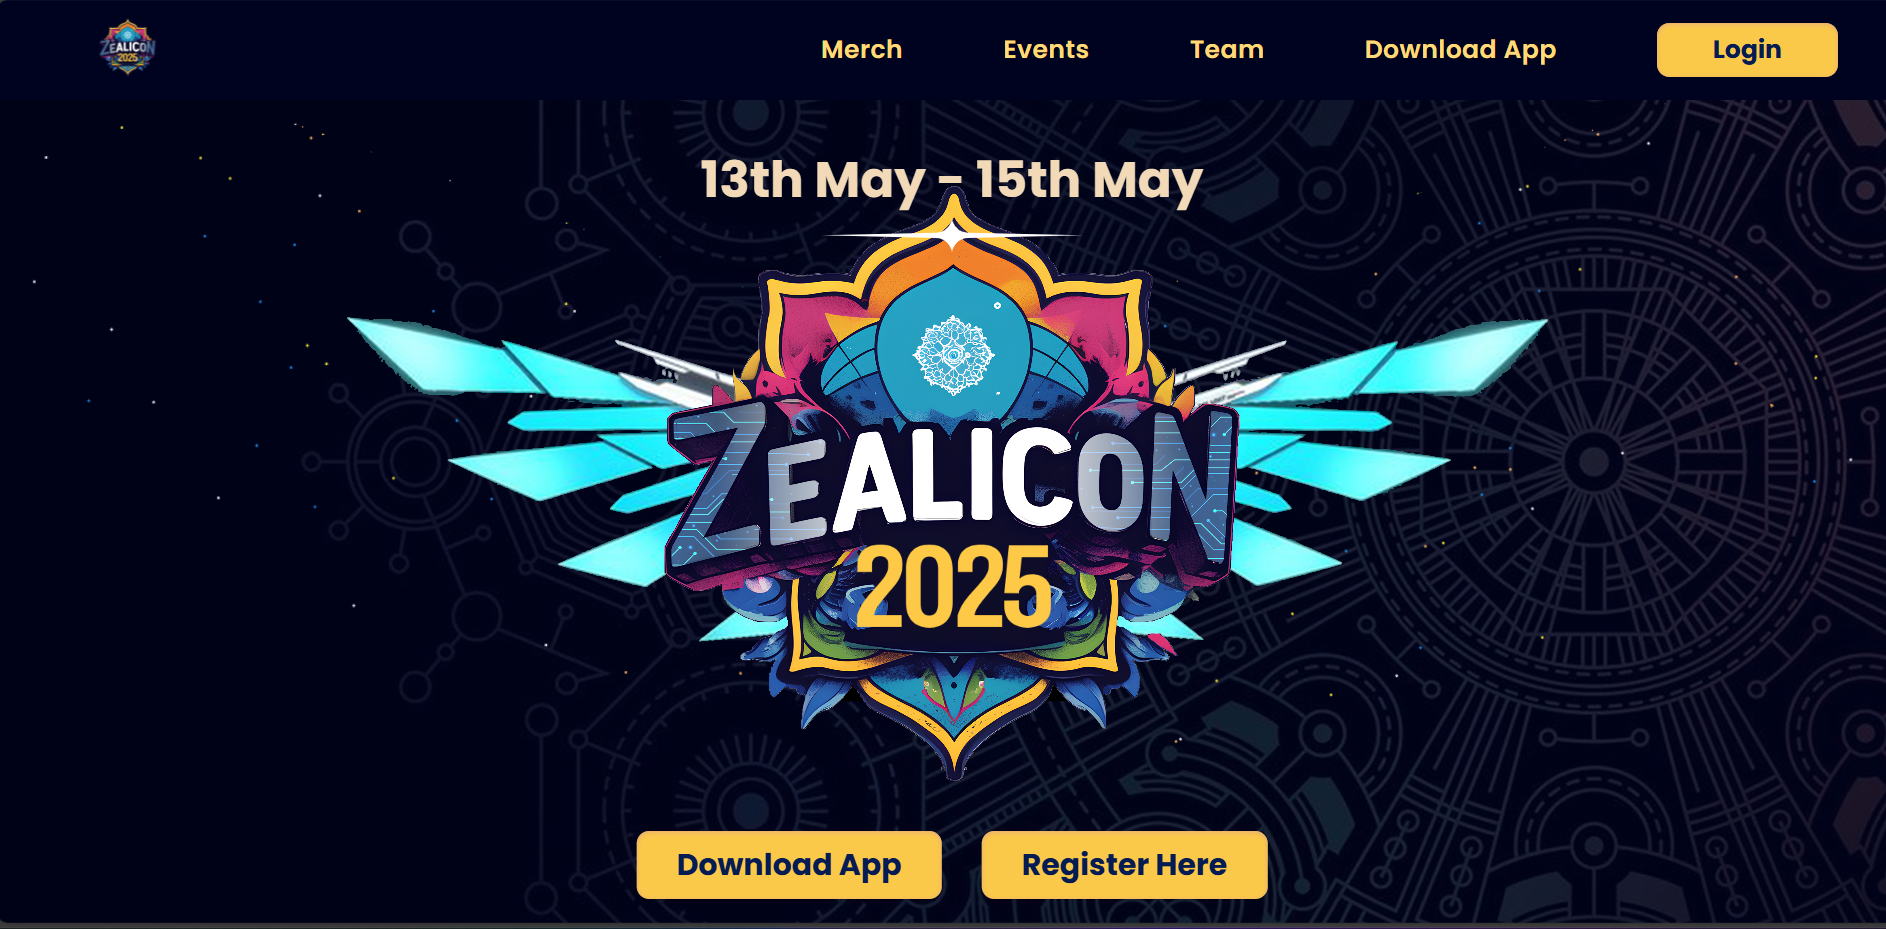 ZEALICON
2025
Merch
Events
Team
Download App
Login
13th May - 15th May
ZEALICON
2025
Download App
Register Here